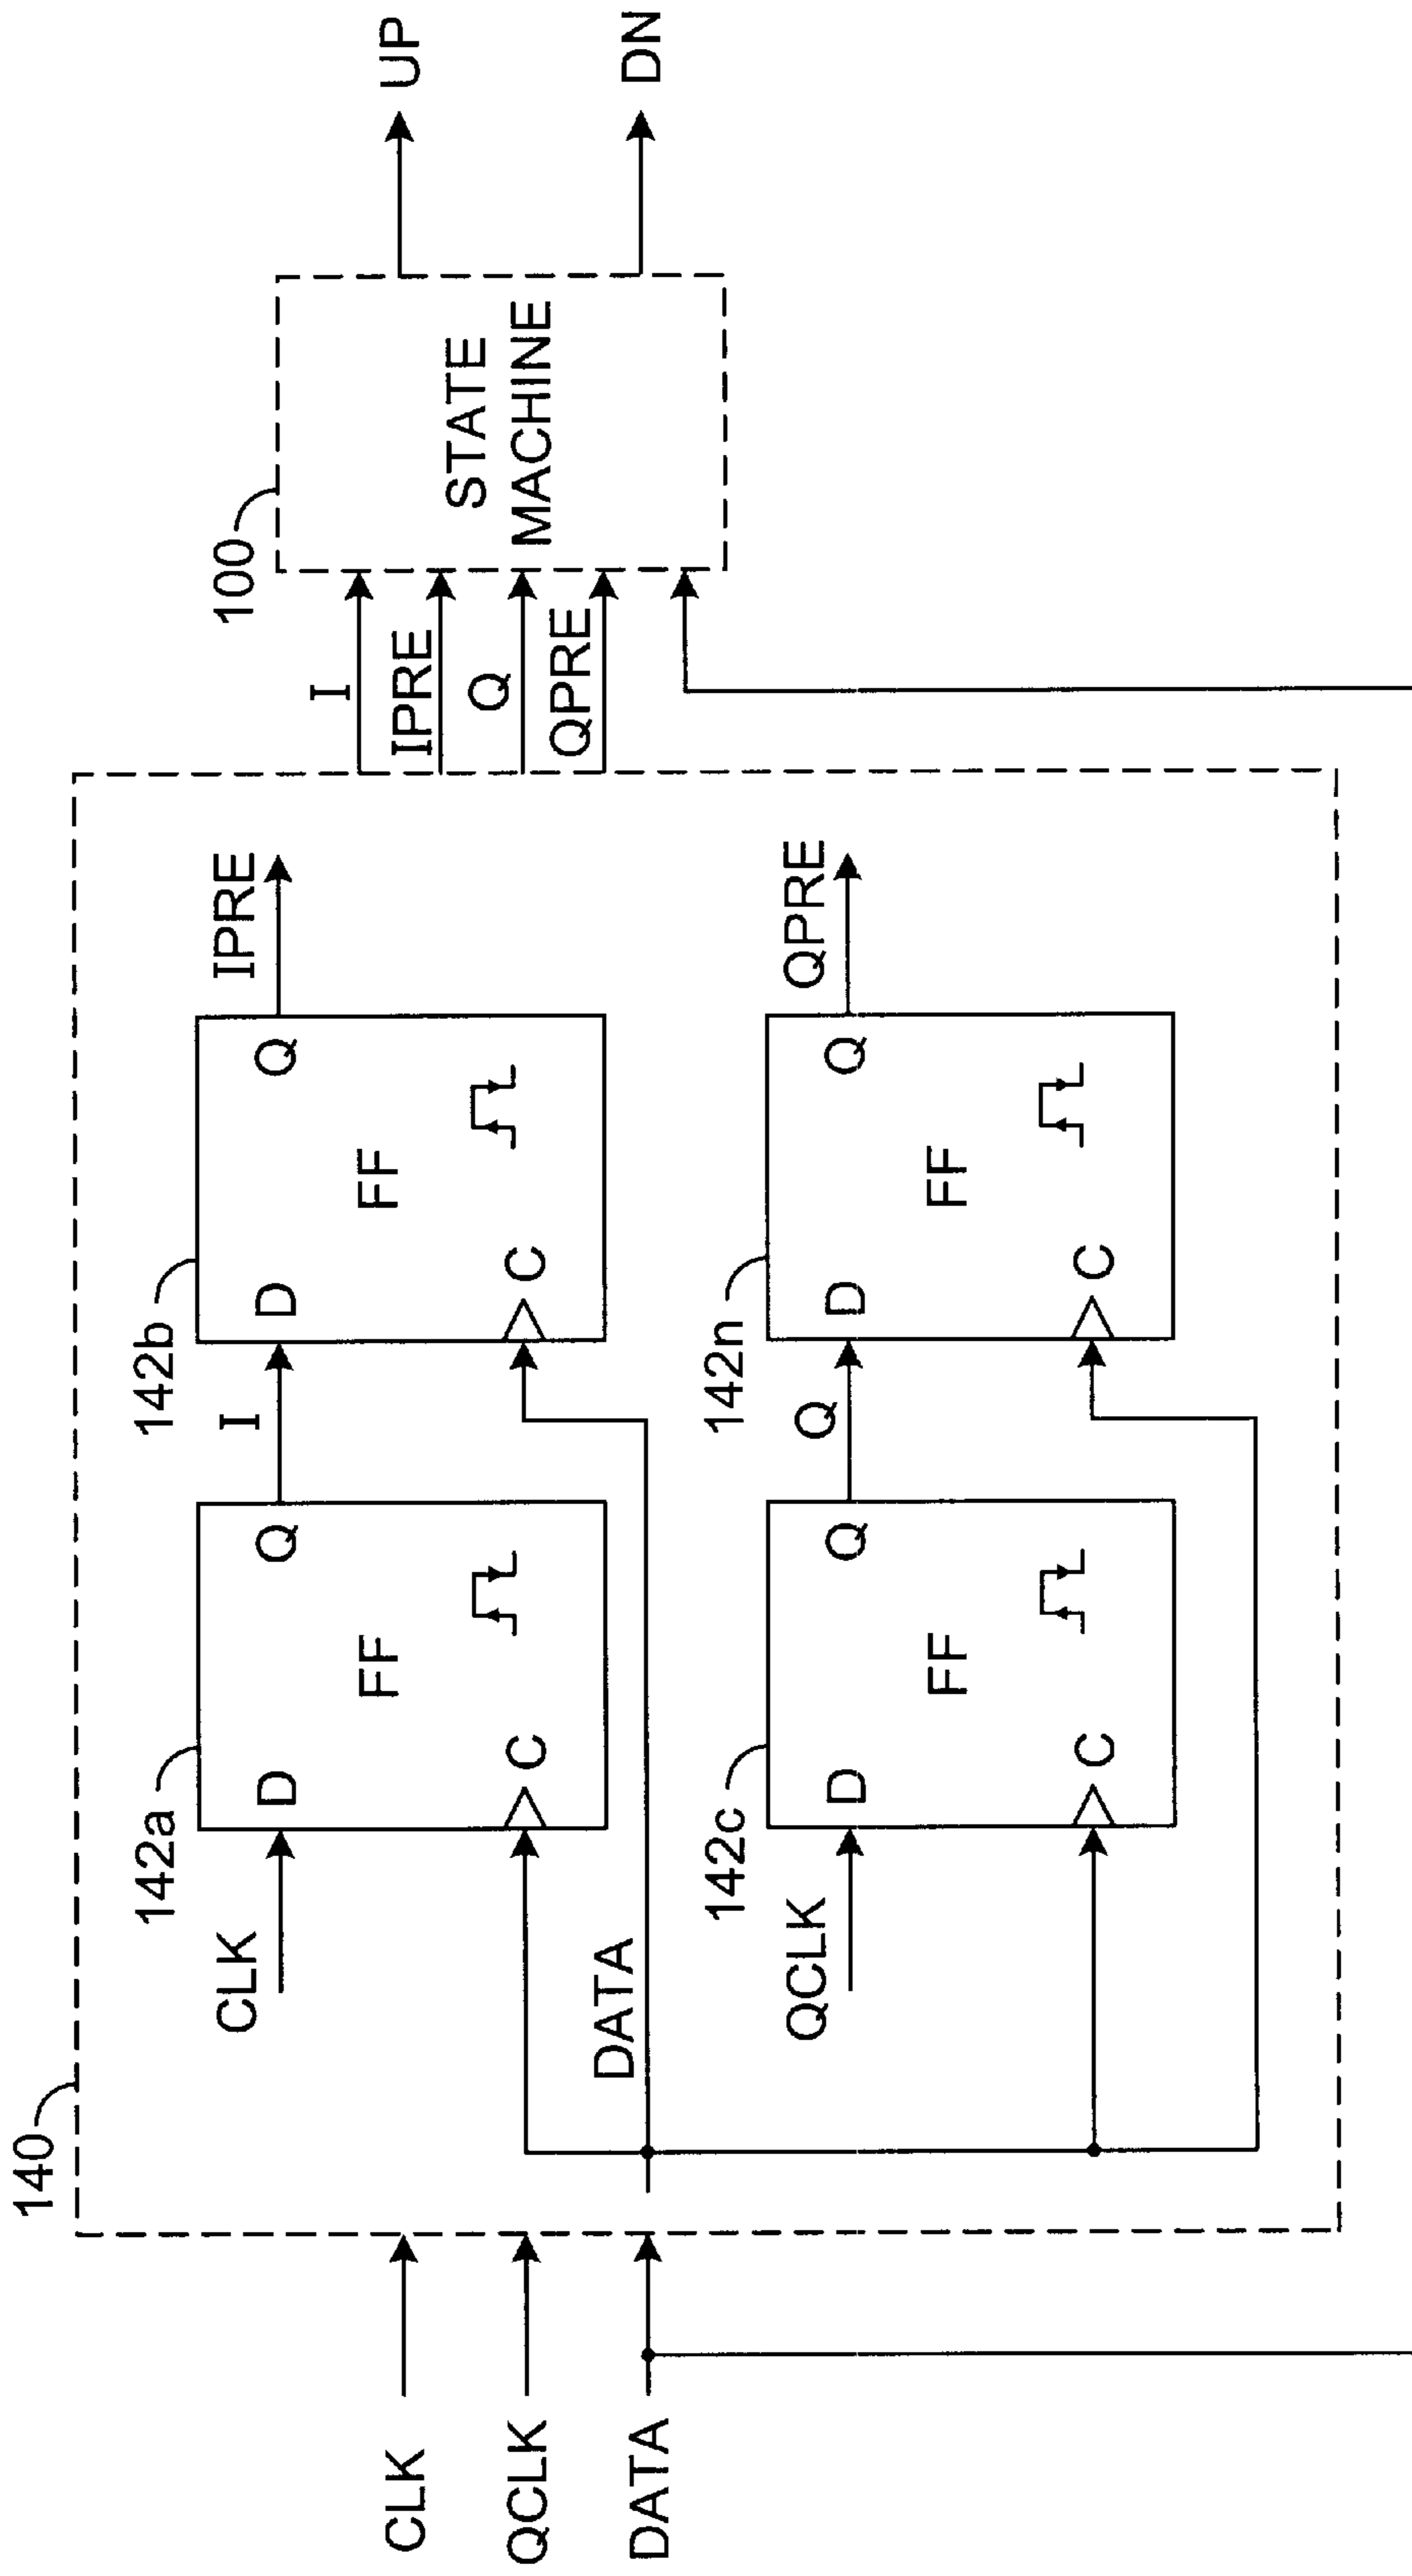 140
CLK
QCLK
DATA
142a
CLK
D
Q
FF
C
I
142b
D
Q
FF
C
IPRE
DATA
142c
QCLK
D
Q
FF
C
Q
142n
D
Q
FF
C
QPRE
I
IPRE
Q
QPRE
100
STATE
MACHINE
UP
DN